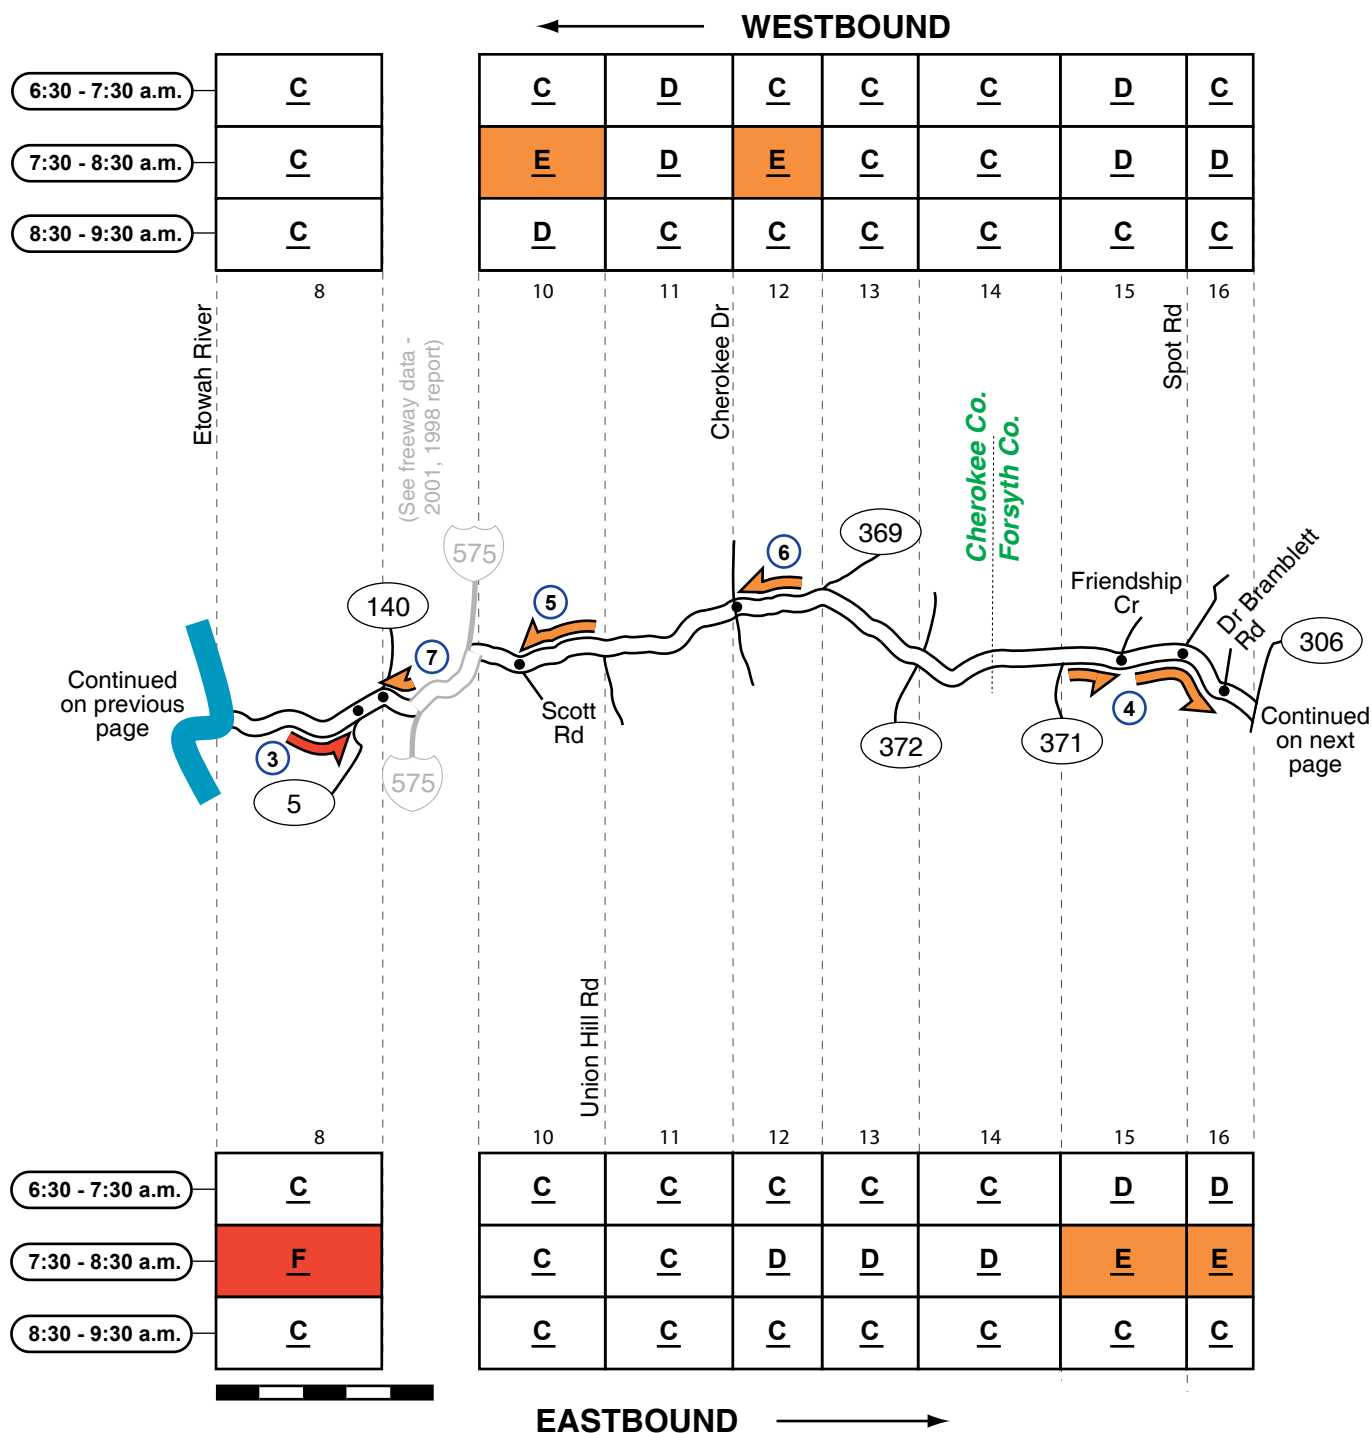 WESTBOUND
6:30 - 7:30 a.m. C C D C C C D C
7:30 - 8:30 a.m. C E D E C C D D
8:30 - 9:30 a.m. C D C C C C C C
8 10 11 12 13 14 15 16
Etowah River
(See freeway data -
2001, 1998 report)
Cherokee Dr
Spot Rd
Cherokee Co.
Forsyth Co.
575
369
6
140
5
7
Friendship
Cr
Dr Bramblett
Rd
306
Continued
on previous
page
Scott
Rd
3
5
575
372
371
4
Continued
on next
page
Union Hill Rd
8 10 11 12 13 14 15 16
6:30 - 7:30 a.m. C C C C C C D D
7:30 - 8:30 a.m. F C C D D D E E
8:30 - 9:30 a.m. C C C C C C C C
EASTBOUND